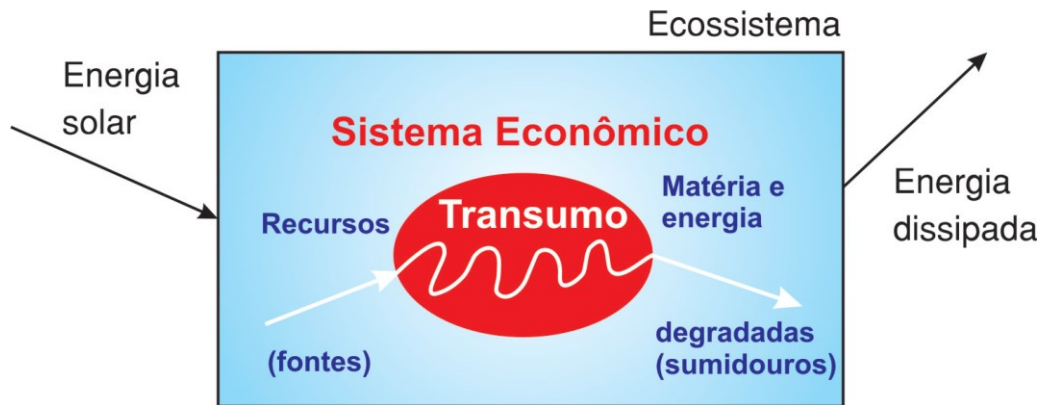 Ecossistema
Energia
solar
Sistema Econômico
Recursos
Transumo
Matéria e
energia
Energia
dissipada
(fontes)
degradadas
(sumidouros)